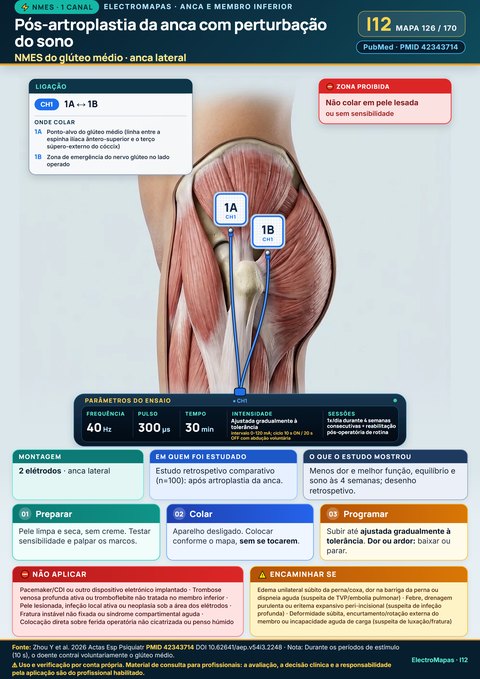 NMES · 1 CANAL
ELECTROMAPAS · ANCA E MEMBRO INFERIOR
Pós-artroplastia da anca com perturbação
do sono
NMES do glúteo médio · anca lateral
I12 MAPA 126 / 170
PubMed · PMID 42343714
LIGAÇÃO
CH1 1A ↔ 1B
ONDE COLAR
1A Ponto-alvo do glúteo médio (linha entre a
espinha ilíaca ântero-superior e o terço
súpero-externo do cóccix)
1B Zona de emergência do nervo glúteo no lado
operado
ZONA PROIBIDA
Não colar em pele lesada
ou sem sensibilidade
1A
CH1
1B
CH1
PARÂMETROS DO ENSAIO
CH1
FREQUÊNCIA
40 Hz
PULSO
300 µs
TEMPO
30 min
INTENSIDADE
Ajustada gradualmente à
tolerância
Intervalo 0-120 mA; ciclo 10 s ON / 20 s
OFF com abdução voluntária
SESSÕES
1x/dia durante 4 semanas
consecutivas + reabilitação
pós-operatória de rotina
MONTAGEM
2 elétrodos · anca lateral
EM QUEM FOI ESTUDADO
Estudo retrospetivo comparativo
(n=100): após artroplastia da anca.
O QUE O ESTUDO MOSTROU
Menos dor e melhor função, equilíbrio e
sono às 4 semanas; desenho
retrospetivo.
01 Preparar
Pele limpa e seca, sem creme. Testar
sensibilidade e palpar os marcos.
02 Colar
Aparelho desligado. Colocar
conforme o mapa, sem se tocarem.
03 Programar
Subir até ajustada gradualmente à
tolerância. Dor ou ardor: baixar ou
parar.
NÃO APLICAR
Pacemaker/CDI ou outro dispositivo eletrónico implantado · Trombose
venosa profunda ativa ou tromboflebite não tratada no membro inferior ·
Pele lesionada, infeção local ativa ou neoplasia sob a área dos elétrodos ·
Fratura instável não fixada ou síndrome compartimental aguda ·
Colocação direta sobre ferida operatória não cicatrizada ou penso húmido
ENCAMINHAR SE
Edema unilateral súbito da perna/coxa, dor na barriga da perna ou
dispneia aguda (suspeita de TVP/embolia pulmonar) · Febre, drenagem
purulenta ou eritema expansivo peri-incisional (suspeita de infeção
profunda) · Deformidade súbita, encurtamento/rotação externa do
membro ou incapacidade aguda de carga (suspeita de luxação/fratura)
Fonte: Zhou Y et al. 2026 Actas Esp Psiquiatr PMID 42343714 DOI 10.62641/aep.v54i3.2248 · Nota: Durante os períodos de estímulo
(10 s), o doente contrai voluntariamente o glúteo médio.
Uso e verificação por conta própria. Material de consulta para profissionais: a avaliação, a decisão clínica e a responsabilidade
pela aplicação são do profissional habilitado.
ElectroMapas · I12